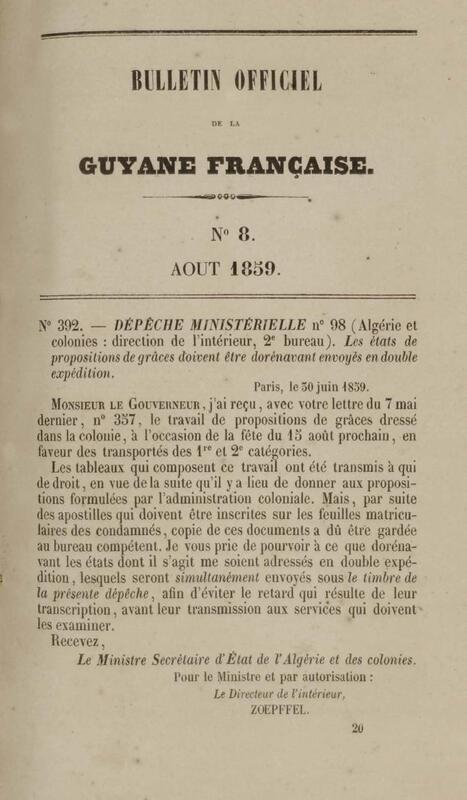 BULLETIN OFFICIEL
DE LA
GUYANE FRANÇAISE.
N° 8.
AOUT 1859.
N° 392. — DÉPÊCHE MINISTÉRIELLE n° 98 (Algérie et
colonies : direction de l'intérieur, 2e bureau). Les états de
propositions de grâces doivent être dorénavant envoyés en double
expédition.
Paris, le 30 juin 1859.
MONSIEUR LE GOUVERNEUR, j'ai reçu, avec votre lettre du 7 mai
dernier, n° 357, le travail de propositions de grâces dressé
dans la colonie, à l'occasion de la fête du 15 août prochain, en
faveur des transportés des 1re et 2e catégories.
Les tableaux qui composent ce travail ont été transmis à qui
de droit, en vue de la suite qu'il y a lieu de donner aux proposi-
tions formulées par l'administration coloniale. Mais, par suite
des apostilles qui doivent être inscrites sur les feuilles matricu-
laires des condamnés, copie de ces documents a dû être gardée
au bureau compétent. Je vous prie de pourvoir à ce que doréna-
vant les états dont il s'agit me soient adressés en double expé-
dition, lesquels seront simultanément envoyés sous le timbre de
la présente dépêche, afin d'éviter le retard qui résulte de leur
transcription, avant leur transmission aux services qui doivent
les examiner.
Recevez,
Le Ministre Secrétaire d'État de l'Algérie et des colonies.
Pour le Ministre et par autorisation :
Le Directeur de l'intérieur,
ZOEPFFEL.
20